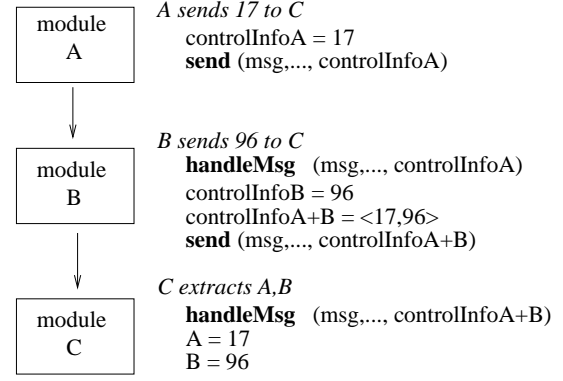 module
A
A sends 17 to C
controlInfoA = 17
send (msg,..., controlInfoA)
module
B
B sends 96 to C
handleMsg (msg,..., controlInfoA)
controlInfoB = 96
controlInfoA+B = <17,96>
send (msg,..., controlInfoA+B)
module
C
C extracts A,B
handleMsg (msg,..., controlInfoA+B)
A = 17
B = 96